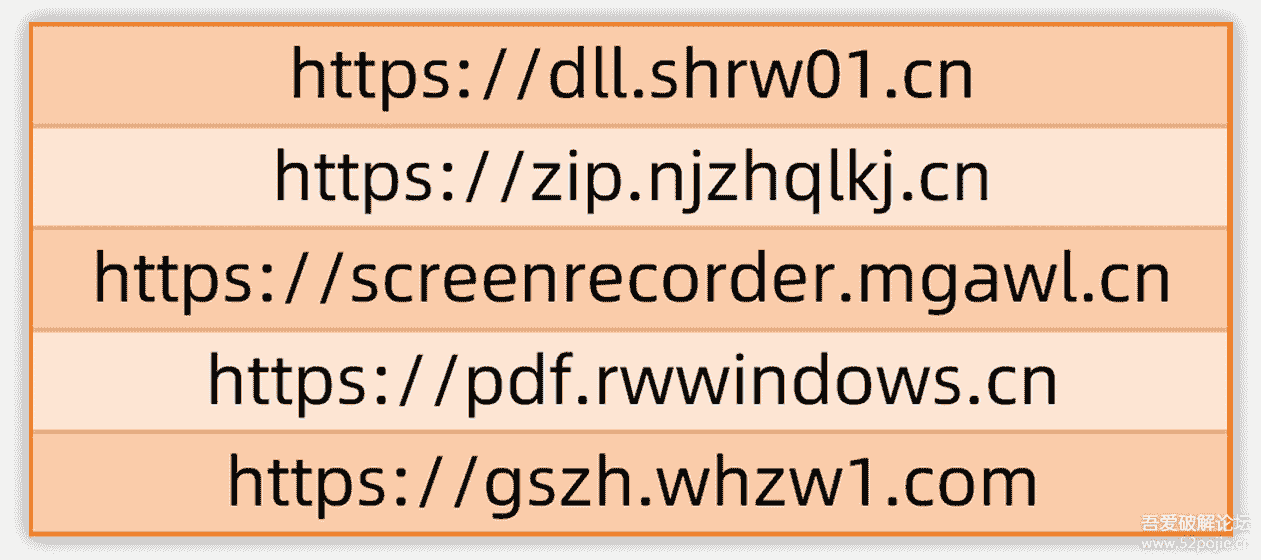 https://dll.shrw01.cn
https://zip.njzhqlkj.cn
https://screenrecorder.mgawl.cn
https://pdf.rwwindows.cn
https://gszh.whzw1.com
吾爱破解论坛
www.52pojie.cn